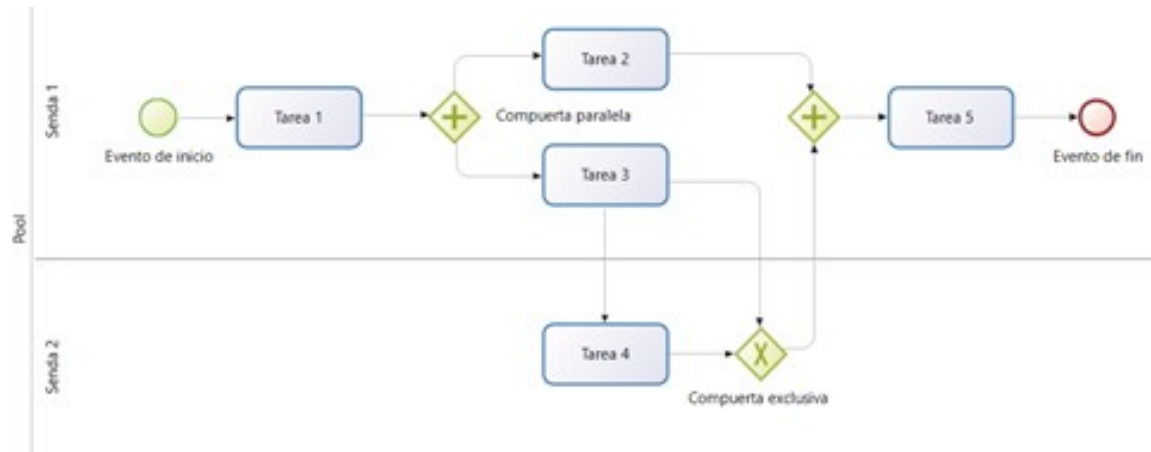 Pool
Senda 1
Evento de inicio
Tarea 1
Compuerta paralela
Tarea 2
Tarea 3
Tarea 5
Evento de fin
Senda 2
Tarea 4
Compuerta exclusiva